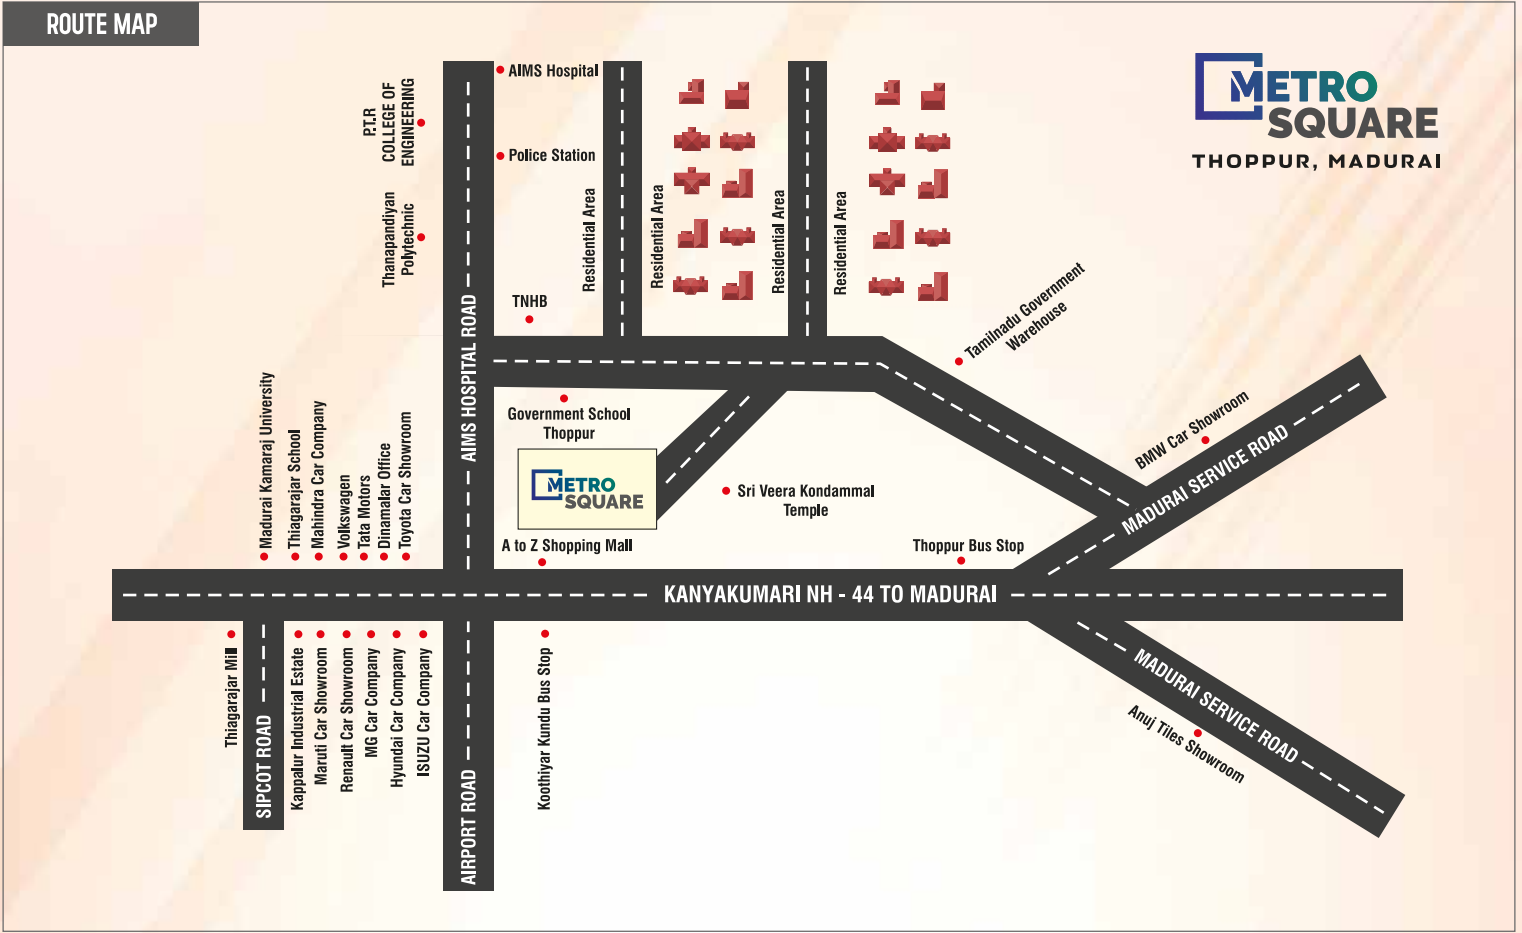 ROUTE MAP
METRO
SQUARE
THOPPUR, MADURAI
P.T.R
COLLEGE OF
ENGINEERING
Thanapandiyan
Polytechnic
AIMS Hospital
Police Station
TNHB
Residential Area
Residential Area
Residential Area
Residential Area
AIMS HOSPITAL ROAD
Tamilnadu Government
Warehouse
Government School
Thoppur
METRO
SQUARE
Sri Veera Kondammal
Temple
BMW Car Showroom
MADURAI SERVICE ROAD
Madurai Kamaraj University
Thiagarajar School
Mahindra Car Company
Volkswagen
Tata Motors
Dinamalar Office
Toyota Car Showroom
A to Z Shopping Mall
Thoppur Bus Stop
KANYAKUMARI NH - 44 TO MADURAI
Thiagarajar Mill
SIPCOT ROAD
Kappalur Industrial Estate
Maruti Car Showroom
Renault Car Showroom
MG Car Company
Hyundai Car Company
ISUZU Car Company
AIRPORT ROAD
Koothiyar Kundu Bus Stop
MADURAI SERVICE ROAD
Anuj Tiles Showroom